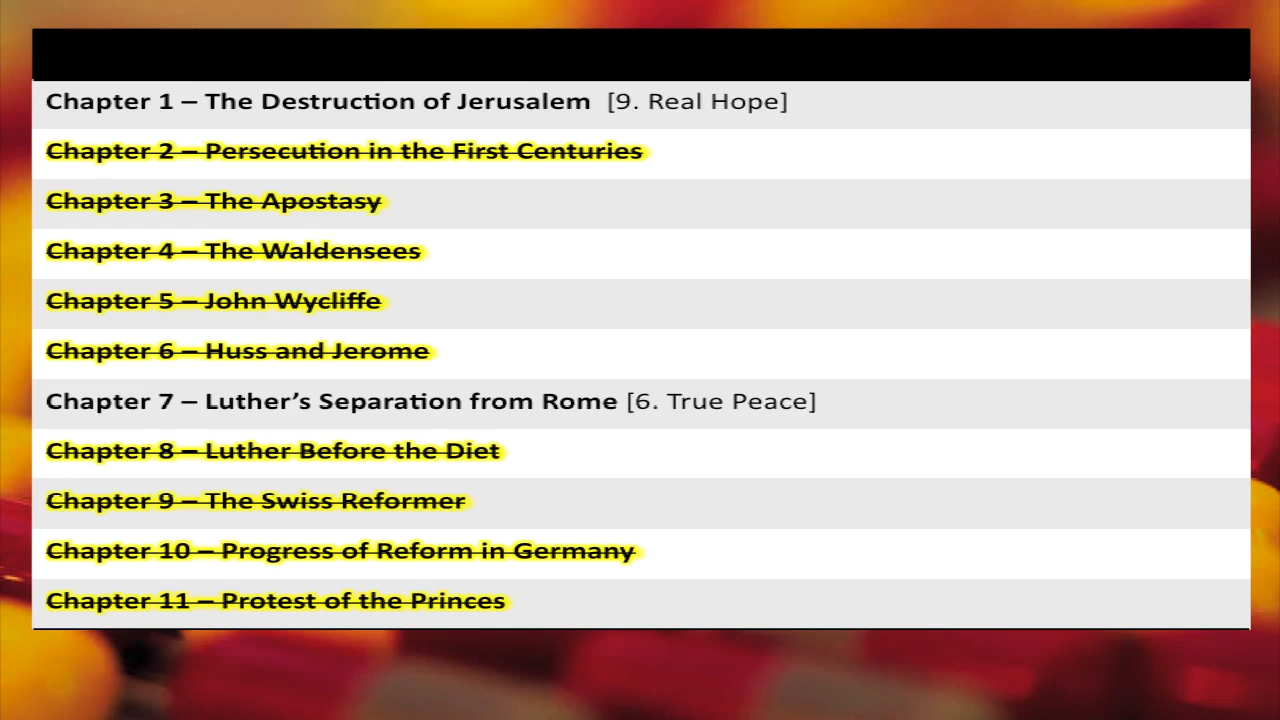 Chapter 1 – The Destruction of Jerusalem [9. Real Hope]
Chapter 2 – Persecution in the First Centuries
Chapter 3 – The Apostasy
Chapter 4 – The Waldensees
Chapter 5 – John Wycliffe
Chapter 6 – Huss and Jerome
Chapter 7 – Luther’s Separation from Rome [6. True Peace]
Chapter 8 – Luther Before the Diet
Chapter 9 – The Swiss Reformer
Chapter 10 – Progress of Reform in Germany
Chapter 11 – Protest of the Princes